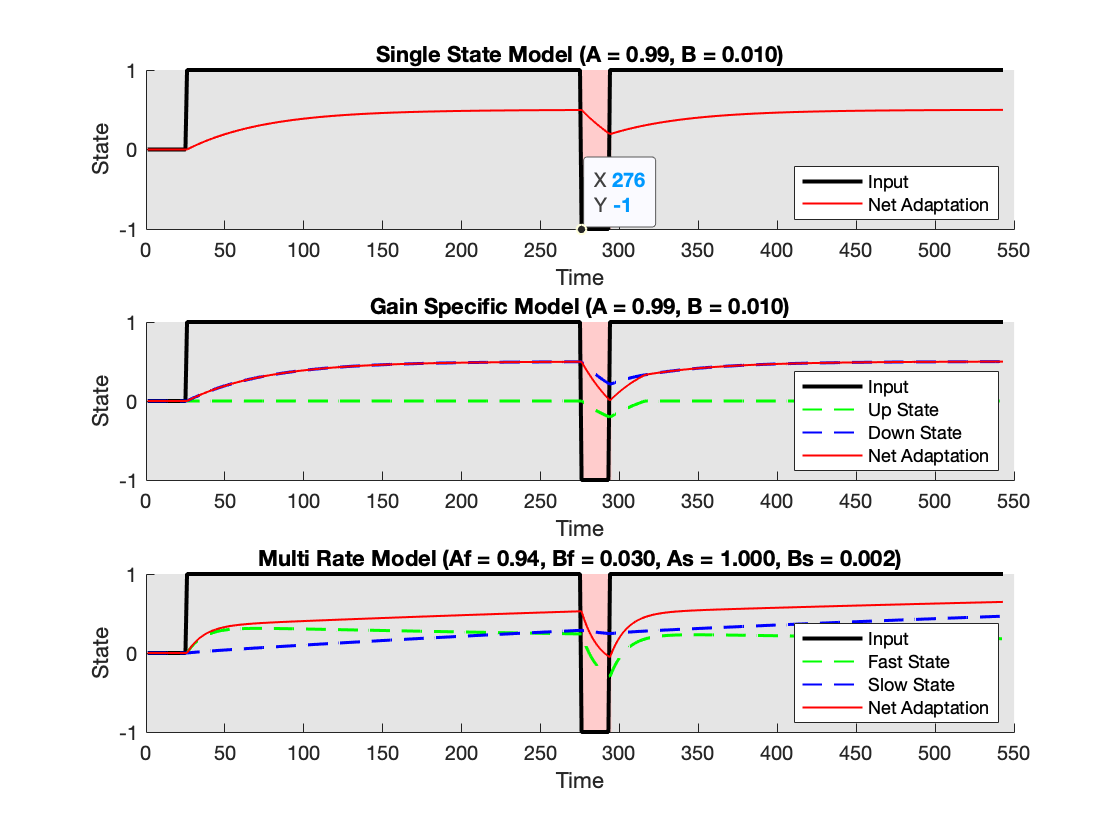 Single State Model (A = 0.99, B = 0.010)
1
0
-1
State
X 276
Y -1
Input
Net Adaptation
0 50 100 150 200 250 300 350 400 450 500 550
Time
Gain Specific Model (A = 0.99, B = 0.010)
1
0
-1
State
Input
Up State
Down State
Net Adaptation
0 50 100 150 200 250 300 350 400 450 500 550
Time
Multi Rate Model (Af = 0.94, Bf = 0.030, As = 1.000, Bs = 0.002)
1
0
-1
State
Input
Fast State
Slow State
Net Adaptation
0 50 100 150 200 250 300 350 400 450 500 550
Time